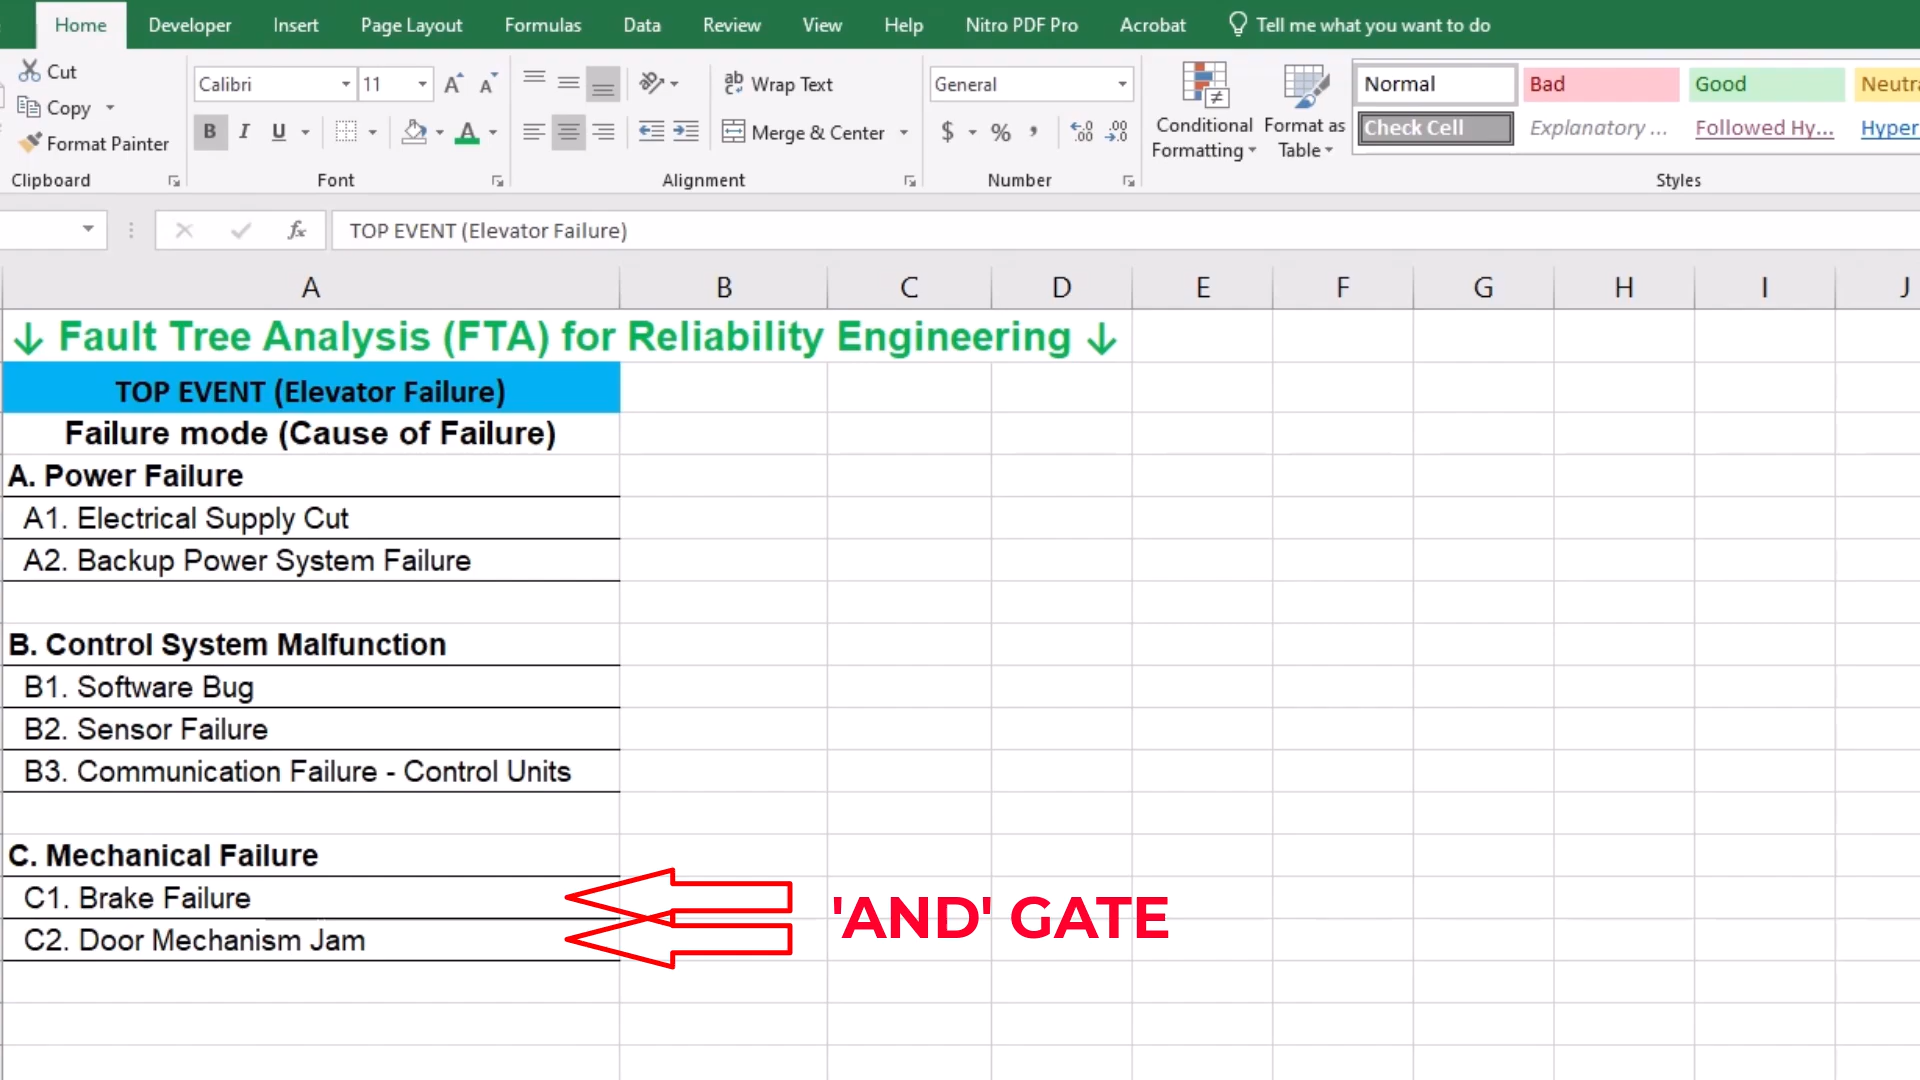 Home Developer Insert Page Layout Formulas Data Review View Help Nitro PDF Pro Acrobat Tell me what you want to do
Cut
Copy
Format Painter
Clipboard
Calibri 11
B I U
Font
Wrap Text
Merge & Center
Alignment
General
$ % ,
Number
Conditional Formatting
Format as Table
Normal Bad Good
Check Cell Explanatory ... Followed Hy...
Styles
fx TOP EVENT (Elevator Failure)
A B C D E F G H I J
↓ Fault Tree Analysis (FTA) for Reliability Engineering ↓
TOP EVENT (Elevator Failure)
Failure mode (Cause of Failure)
A. Power Failure
A1. Electrical Supply Cut
A2. Backup Power System Failure
B. Control System Malfunction
B1. Software Bug
B2. Sensor Failure
B3. Communication Failure - Control Units
C. Mechanical Failure
C1. Brake Failure
C2. Door Mechanism Jam
'AND' GATE